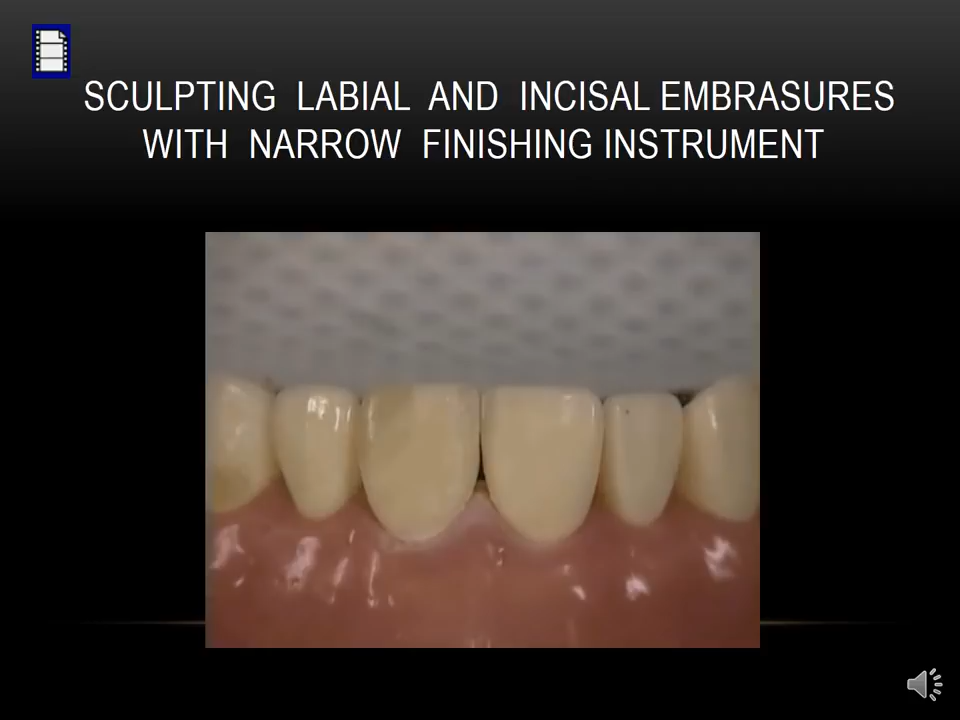 SCULPTING LABIAL AND INCISAL EMBRASURES
WITH NARROW FINISHING INSTRUMENT